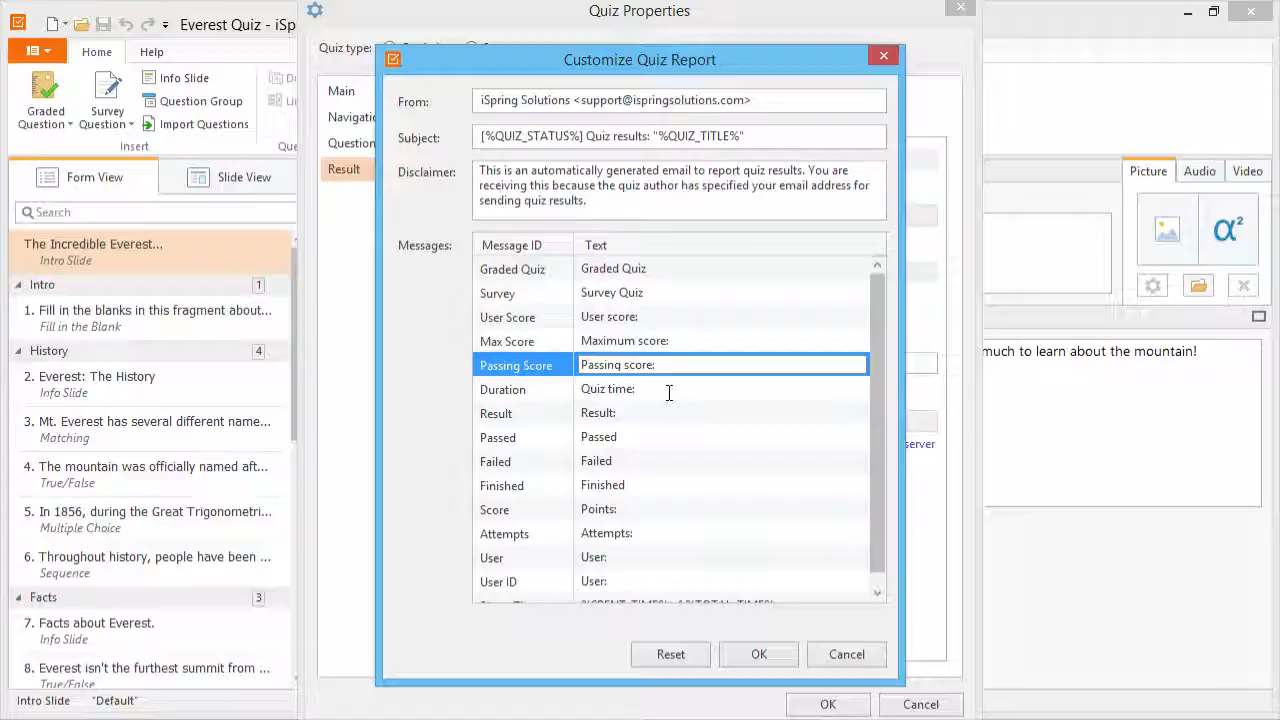 Everest Quiz - iSp
Quiz Properties
Home
Help
Quiz type:
Graded Question
Survey Question
Info Slide
Question Group
Import Questions
Insert
Que
Form View
Slide View
Search
The Incredible Everest...
Intro Slide
Intro
1
1. Fill in the blanks in this fragment about...
Fill in the Blank
History
4
2. Everest: The History
Info Slide
3. Mt. Everest has several different name...
Matching
4. The mountain was officially named aft...
True/False
5. In 1856, during the Great Trigonometri...
Multiple Choice
6. Throughout history, people have been ...
Sequence
Facts
3
7. Facts about Everest.
Info Slide
8. Everest isn't the furthest summit from ...
True/False
Intro Slide
"Default"
Main
Navigatio
Question
Result
Customize Quiz Report
From:
iSpring Solutions <support@ispringsolutions.com>
Subject:
[%QUIZ_STATUS%] Quiz results: "%QUIZ_TITLE%"
Disclaimer:
This is an automatically generated email to report quiz results. You are
receiving this because the quiz author has specified your email address for
sending quiz results.
Messages:
Message ID
Text
Graded Quiz
Graded Quiz
Survey
Survey Quiz
User Score
User score:
Max Score
Maximum score:
Passing Score
Passing score:
Duration
Quiz time:
Result
Result:
Passed
Passed
Failed
Failed
Finished
Finished
Score
Points:
Attempts
Attempts:
User
User:
User ID
User:
Reset
OK
Cancel
server
OK
Cancel
Picture
Audio
Video
α²
much to learn about the mountain!